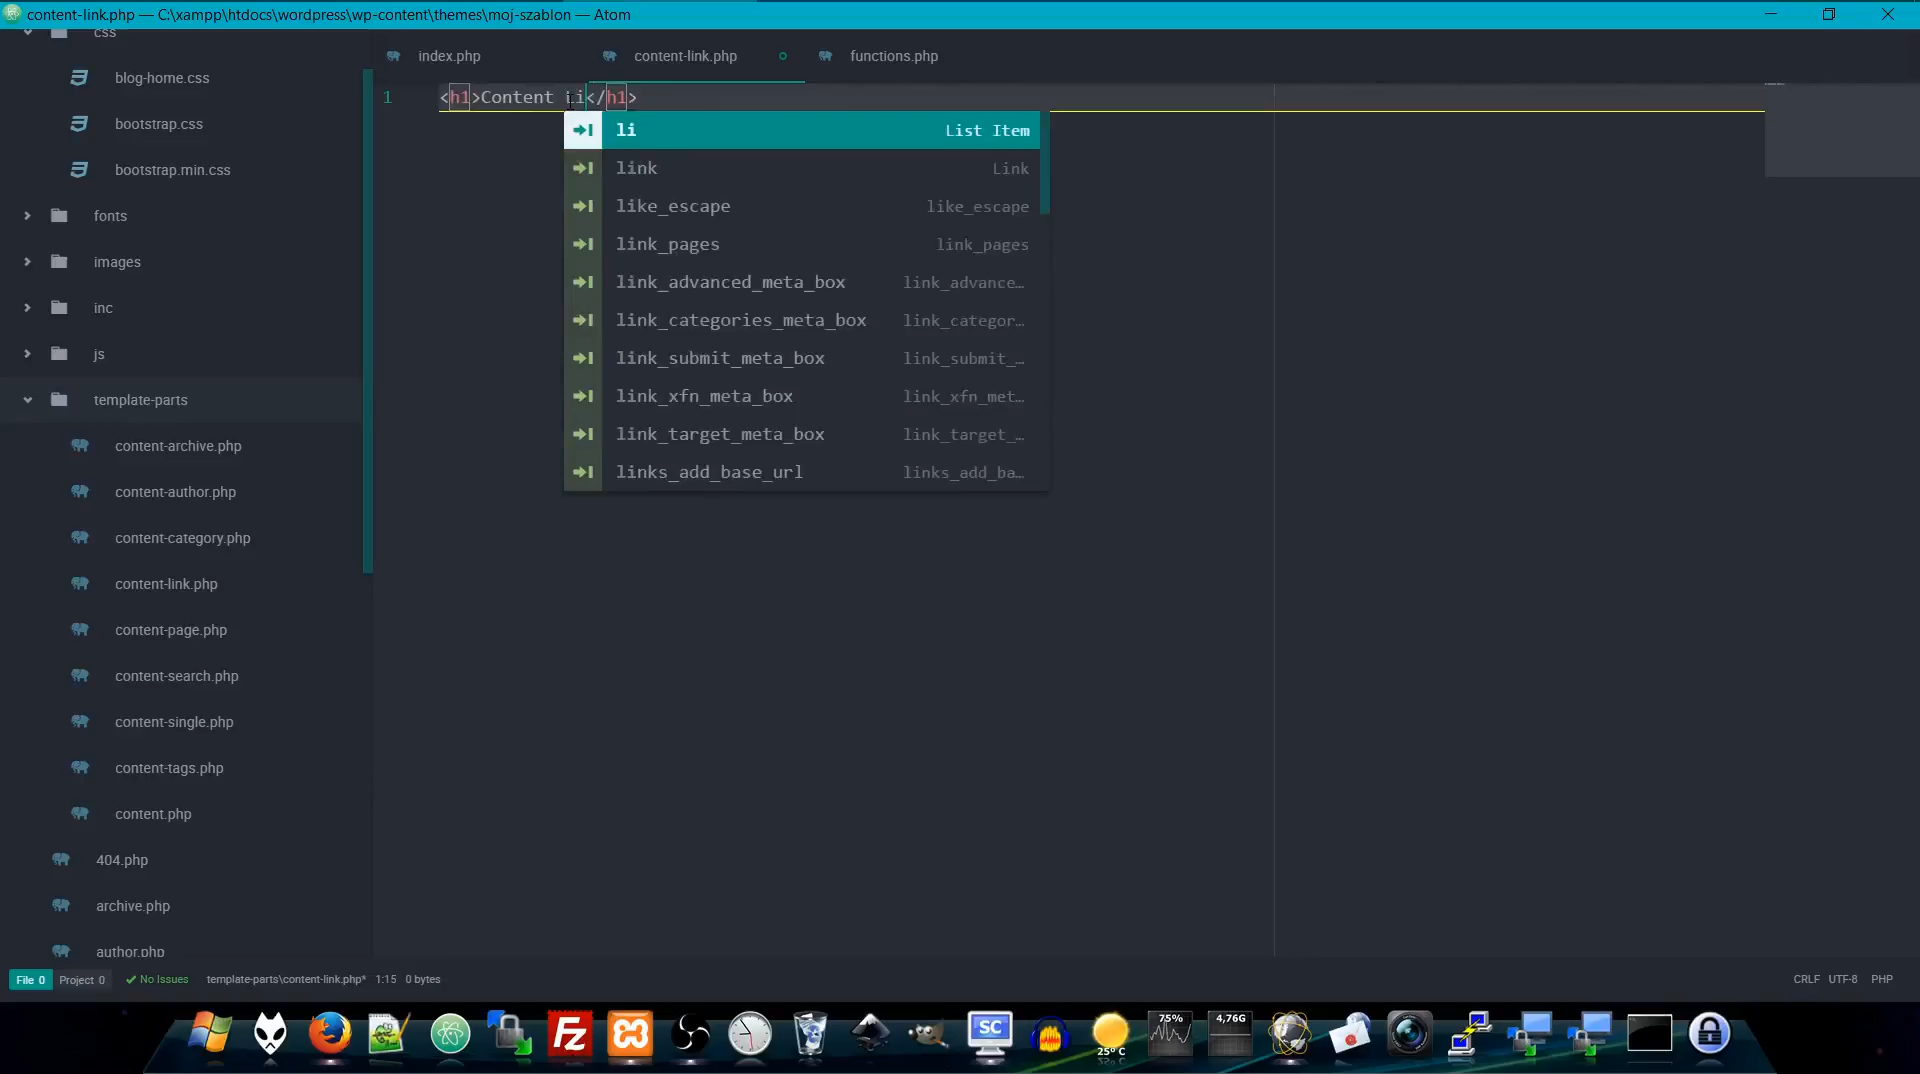 content-link.php — C:\xampp\htdocs\wordpress\wp-content\themes\moj-szablon — Atom
css
blog-home.css
bootstrap.css
bootstrap.min.css
fonts
images
inc
js
template-parts
content-archive.php
content-author.php
content-category.php
content-link.php
content-page.php
content-search.php
content-single.php
content-tags.php
content.php
404.php
archive.php
author.php
index.php
content-link.php
functions.php
1
<h1>Content li</h1>
li List Item
link Link
like_escape like_escape
link_pages link_pages
link_advanced_meta_box link_advance…
link_categories_meta_box link_categor…
link_submit_meta_box link_submit_…
link_xfn_meta_box link_xfn_met…
link_target_meta_box link_target_…
links_add_base_url links_add_ba…
File 0 Project 0 No Issues template-parts\content-link.php* 1:15 0 bytes CRLF UTF-8 PHP
Fz
SC
25° C
75%
4,76G